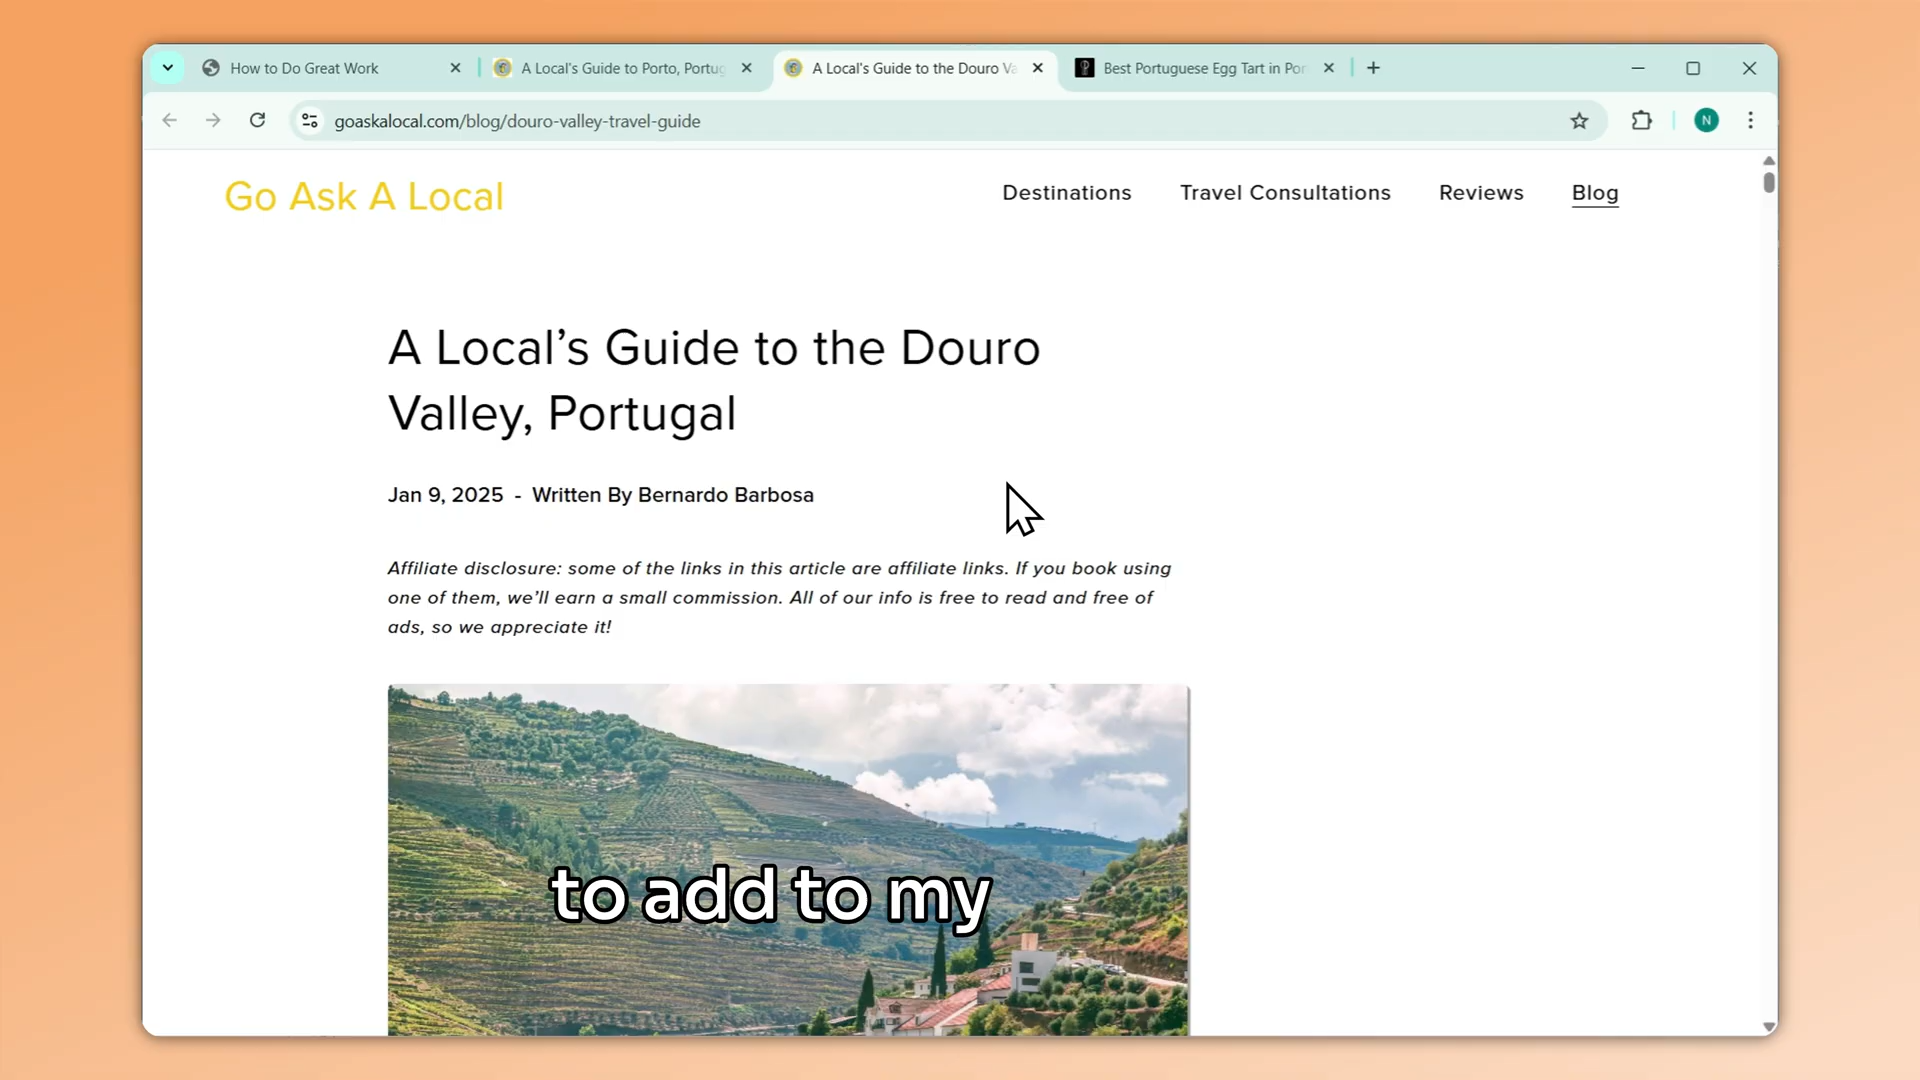 How to Do Great Work
A Local's Guide to Porto, Portug
A Local's Guide to the Douro Va
Best Portuguese Egg Tart in Por
goaskalocal.com/blog/douro-valley-travel-guide
N
Go Ask A Local
Destinations
Travel Consultations
Reviews
Blog
A Local’s Guide to the Douro
Valley, Portugal
Jan 9, 2025 - Written By Bernardo Barbosa
Affiliate disclosure: some of the links in this article are affiliate links. If you book using
one of them, we’ll earn a small commission. All of our info is free to read and free of
ads, so we appreciate it!
to add to my